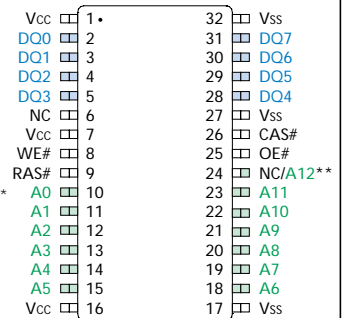 Vcc 1 32 Vss
DQ0 2 31 DQ7
DQ1 3 30 DQ6
DQ2 4 29 DQ5
DQ3 5 28 DQ4
NC 6 27 Vss
Vcc 7 26 CAS#
WE# 8 25 OE#
RAS# 9 24 NC/A12**
* A0 10 23 A11
A1 11 22 A10
A2 12 21 A9
A3 13 20 A8
A4 14 19 A7
A5 15 18 A6
Vcc 16 17 Vss